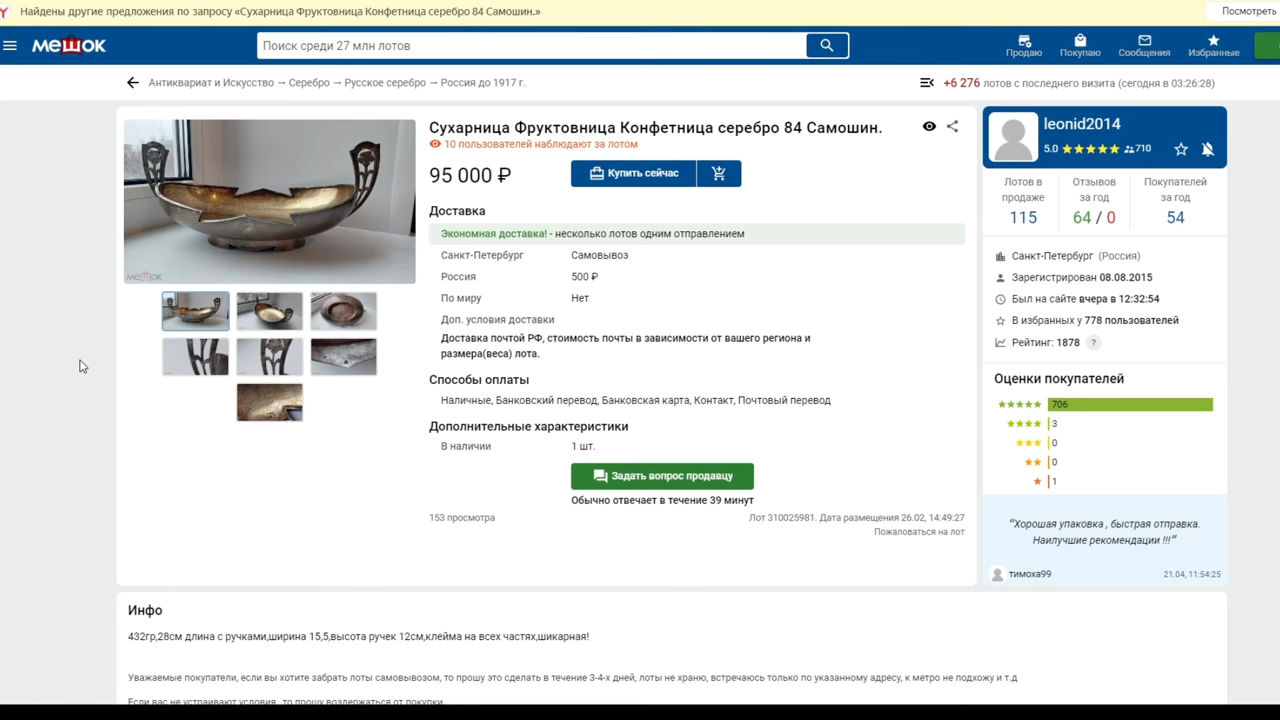 Найдены другие предложения по запросу «Сухарница Фруктовница Конфетница серебро 84 Самошин.»
Посмотреть
мешок
Поиск среди 27 млн лотов
Продаю
Покупаю
Сообщения
Избранные
Антиквариат и Искусство → Серебро → Русское серебро → Россия до 1917 г.
+6 276 лотов с последнего визита (сегодня в 03:26:28)
Сухарница Фруктовница Конфетница серебро 84 Самошин.
10 пользователей наблюдают за лотом
95 000 ₽
Купить сейчас
Доставка
Экономная доставка! - несколько лотов одним отправлением
Санкт-Петербург Самовывоз
Россия 500 ₽
По миру Нет
Доп. условия доставки
Доставка почтой РФ, стоимость почты в зависимости от вашего региона и
размера(веса) лота.
Способы оплаты
Наличные, Банковский перевод, Банковская карта, Контакт, Почтовый перевод
Дополнительные характеристики
В наличии 1 шт.
Задать вопрос продавцу
Обычно отвечает в течение 39 минут
153 просмотра
Лот 310025981. Дата размещения 26.02, 14:49:27
Пожаловаться на лот
мешок
leonid2014
5.0 710
Лотов в продаже
115
Отзывов за год
64 / 0
Покупателей за год
54
Санкт-Петербург (Россия)
Зарегистрирован 08.08.2015
Был на сайте вчера в 12:32:54
В избранных у 778 пользователей
Рейтинг: 1878 ?
Оценки покупателей
706
3
0
0
1
“Хорошая упаковка , быстрая отправка.
Наилучшие рекомендации !!!”
тимоха99 21.04, 11:54:25
Инфо
432гр,28см длина с ручками,ширина 15,5,высота ручек 12см,клейма на всех частях,шикарная!
Уважаемые покупатели, если вы хотите забрать лоты самовывозом, то прошу это сделать в течение 3-4-х дней, лоты не храню, встречаюсь только по указанному адресу, к метро не подхожу и т.д
Если вас не устраивают условия , то прошу воздержаться от покупки